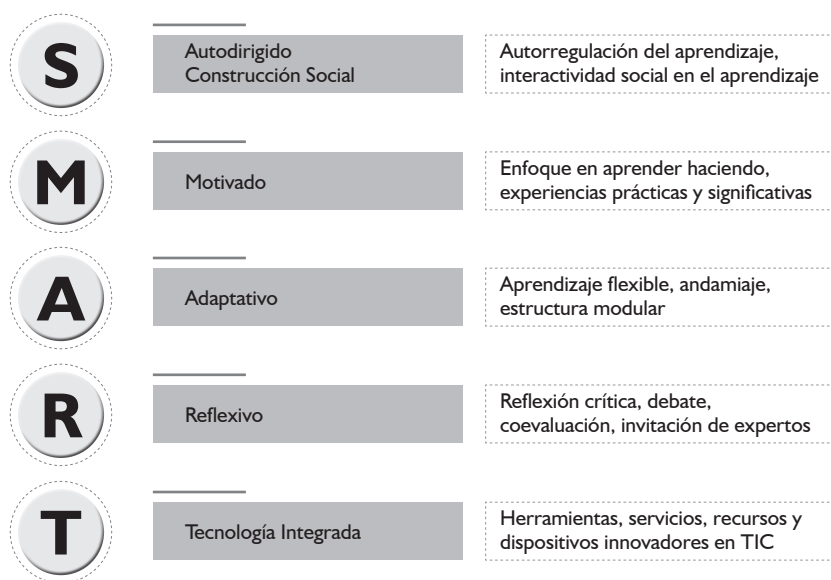 S
Autodirigido
Construcción Social
Autorregulación del aprendizaje,
interactividad social en el aprendizaje
M
Motivado
Enfoque en aprender haciendo,
experiencias prácticas y significativas
A
Adaptativo
Aprendizaje flexible, andamiaje,
estructura modular
R
Reflexivo
Reflexión crítica, debate,
coevaluación, invitación de expertos
T
Tecnología Integrada
Herramientas, servicios, recursos y
dispositivos innovadores en TIC